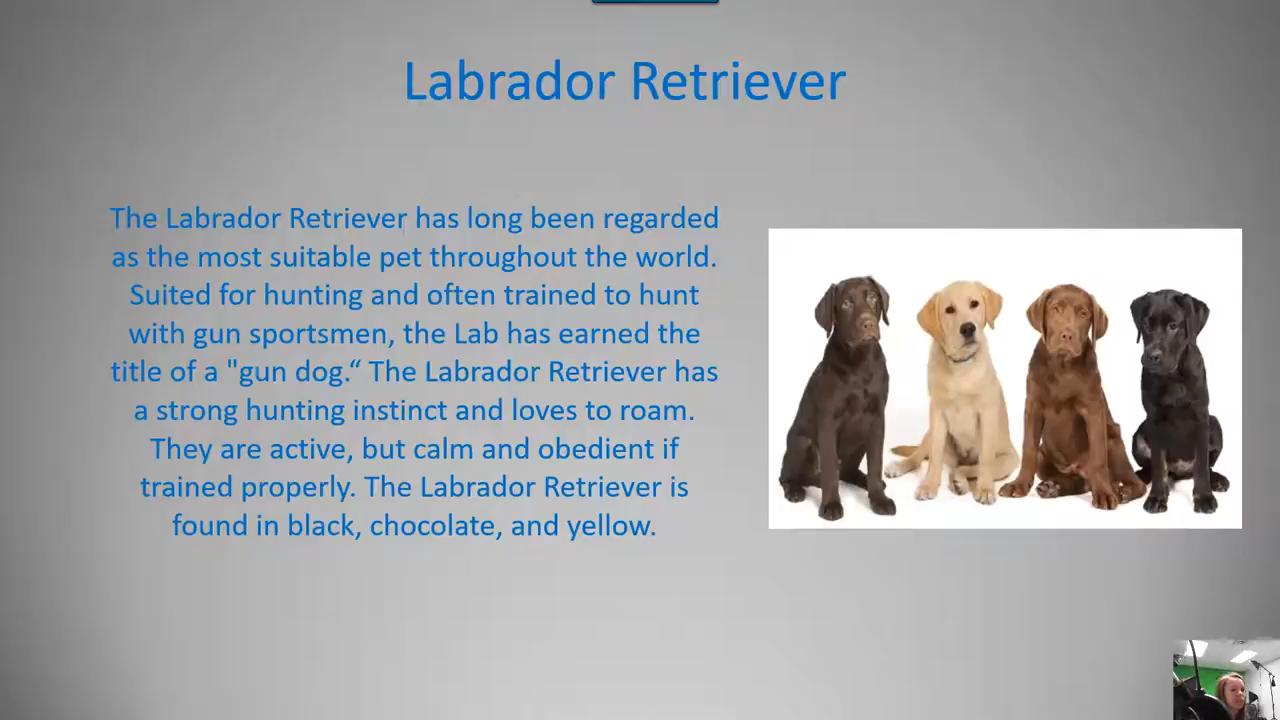 Labrador Retriever
The Labrador Retriever has long been regarded
as the most suitable pet throughout the world.
Suited for hunting and often trained to hunt
with gun sportsmen, the Lab has earned the
title of a "gun dog.“ The Labrador Retriever has
a strong hunting instinct and loves to roam.
They are active, but calm and obedient if
trained properly. The Labrador Retriever is
found in black, chocolate, and yellow.